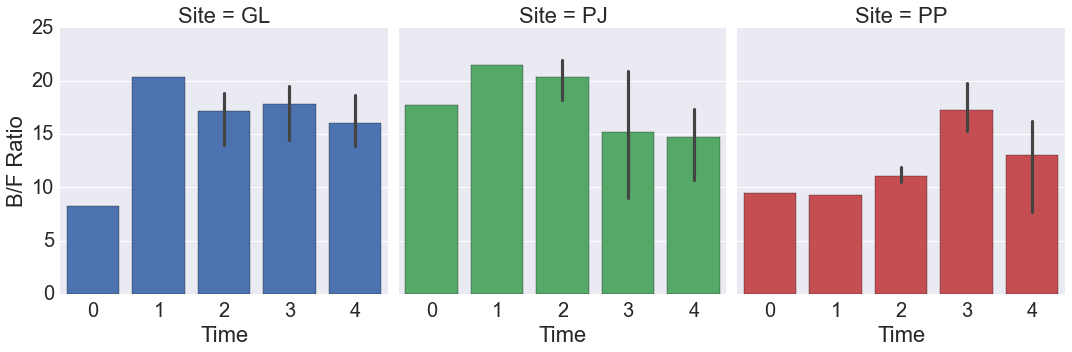 Site = GL
Site = PJ
Site = PP
B/F Ratio
25
20
15
10
5
0
0 1 2 3 4
0 1 2 3 4
0 1 2 3 4
Time
Time
Time